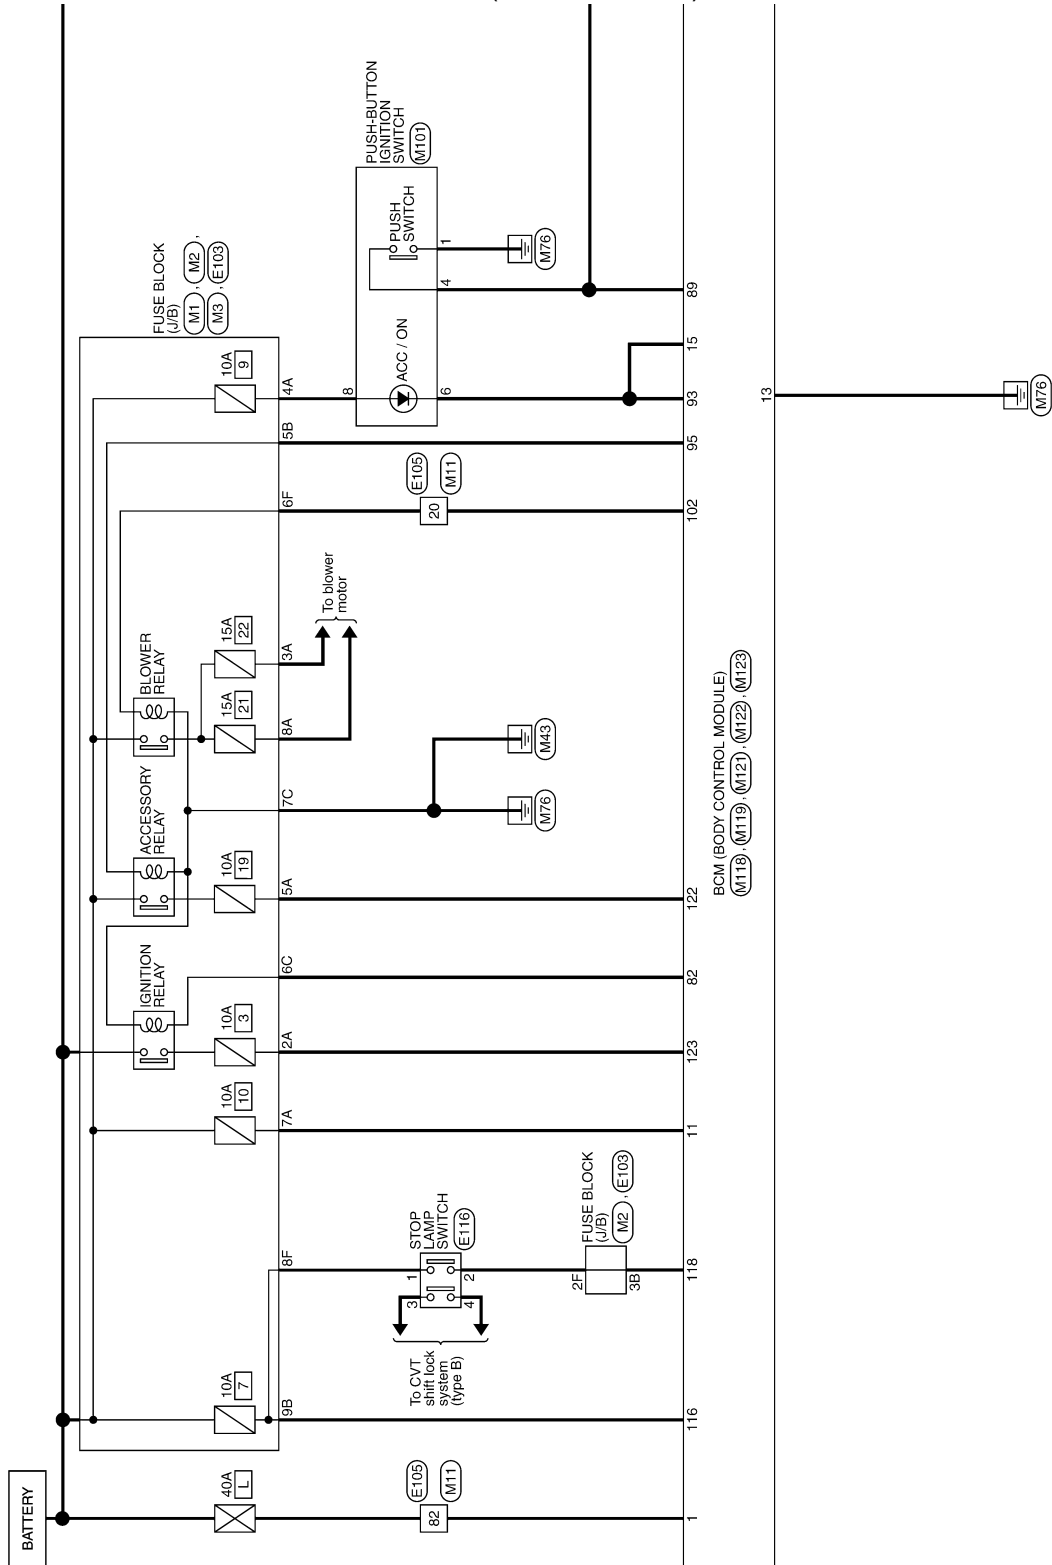 BATTERY
40A
L
E105
M11
82
1
10A
7
9B
116
8F
STOP
LAMP
SWITCH
E116
1
2
3
4
To CVT
shift lock
system
(type B)
FUSE BLOCK
(J/B)
M2 , E103
2F
3B
118
10A
10
7A
11
IGNITION
RELAY
10A
3
2A
123
6C
82
ACCESSORY
RELAY
10A
19
5A
122
7C
M76
M43
BLOWER
RELAY
15A
21
8A
15A
22
3A
To blower
motor
6F
E105
M11
20
102
5B
95
FUSE BLOCK
(J/B)
M1 , M2 ,
M3 , E103
10A
9
4A
8
ACC / ON
6
93
15
PUSH-BUTTON
IGNITION
SWITCH
M101
PUSH
SWITCH
4
1
M76
89
BCM (BODY CONTROL MODULE)
M118 , M119 , M121 , M122 , M123
13
M76